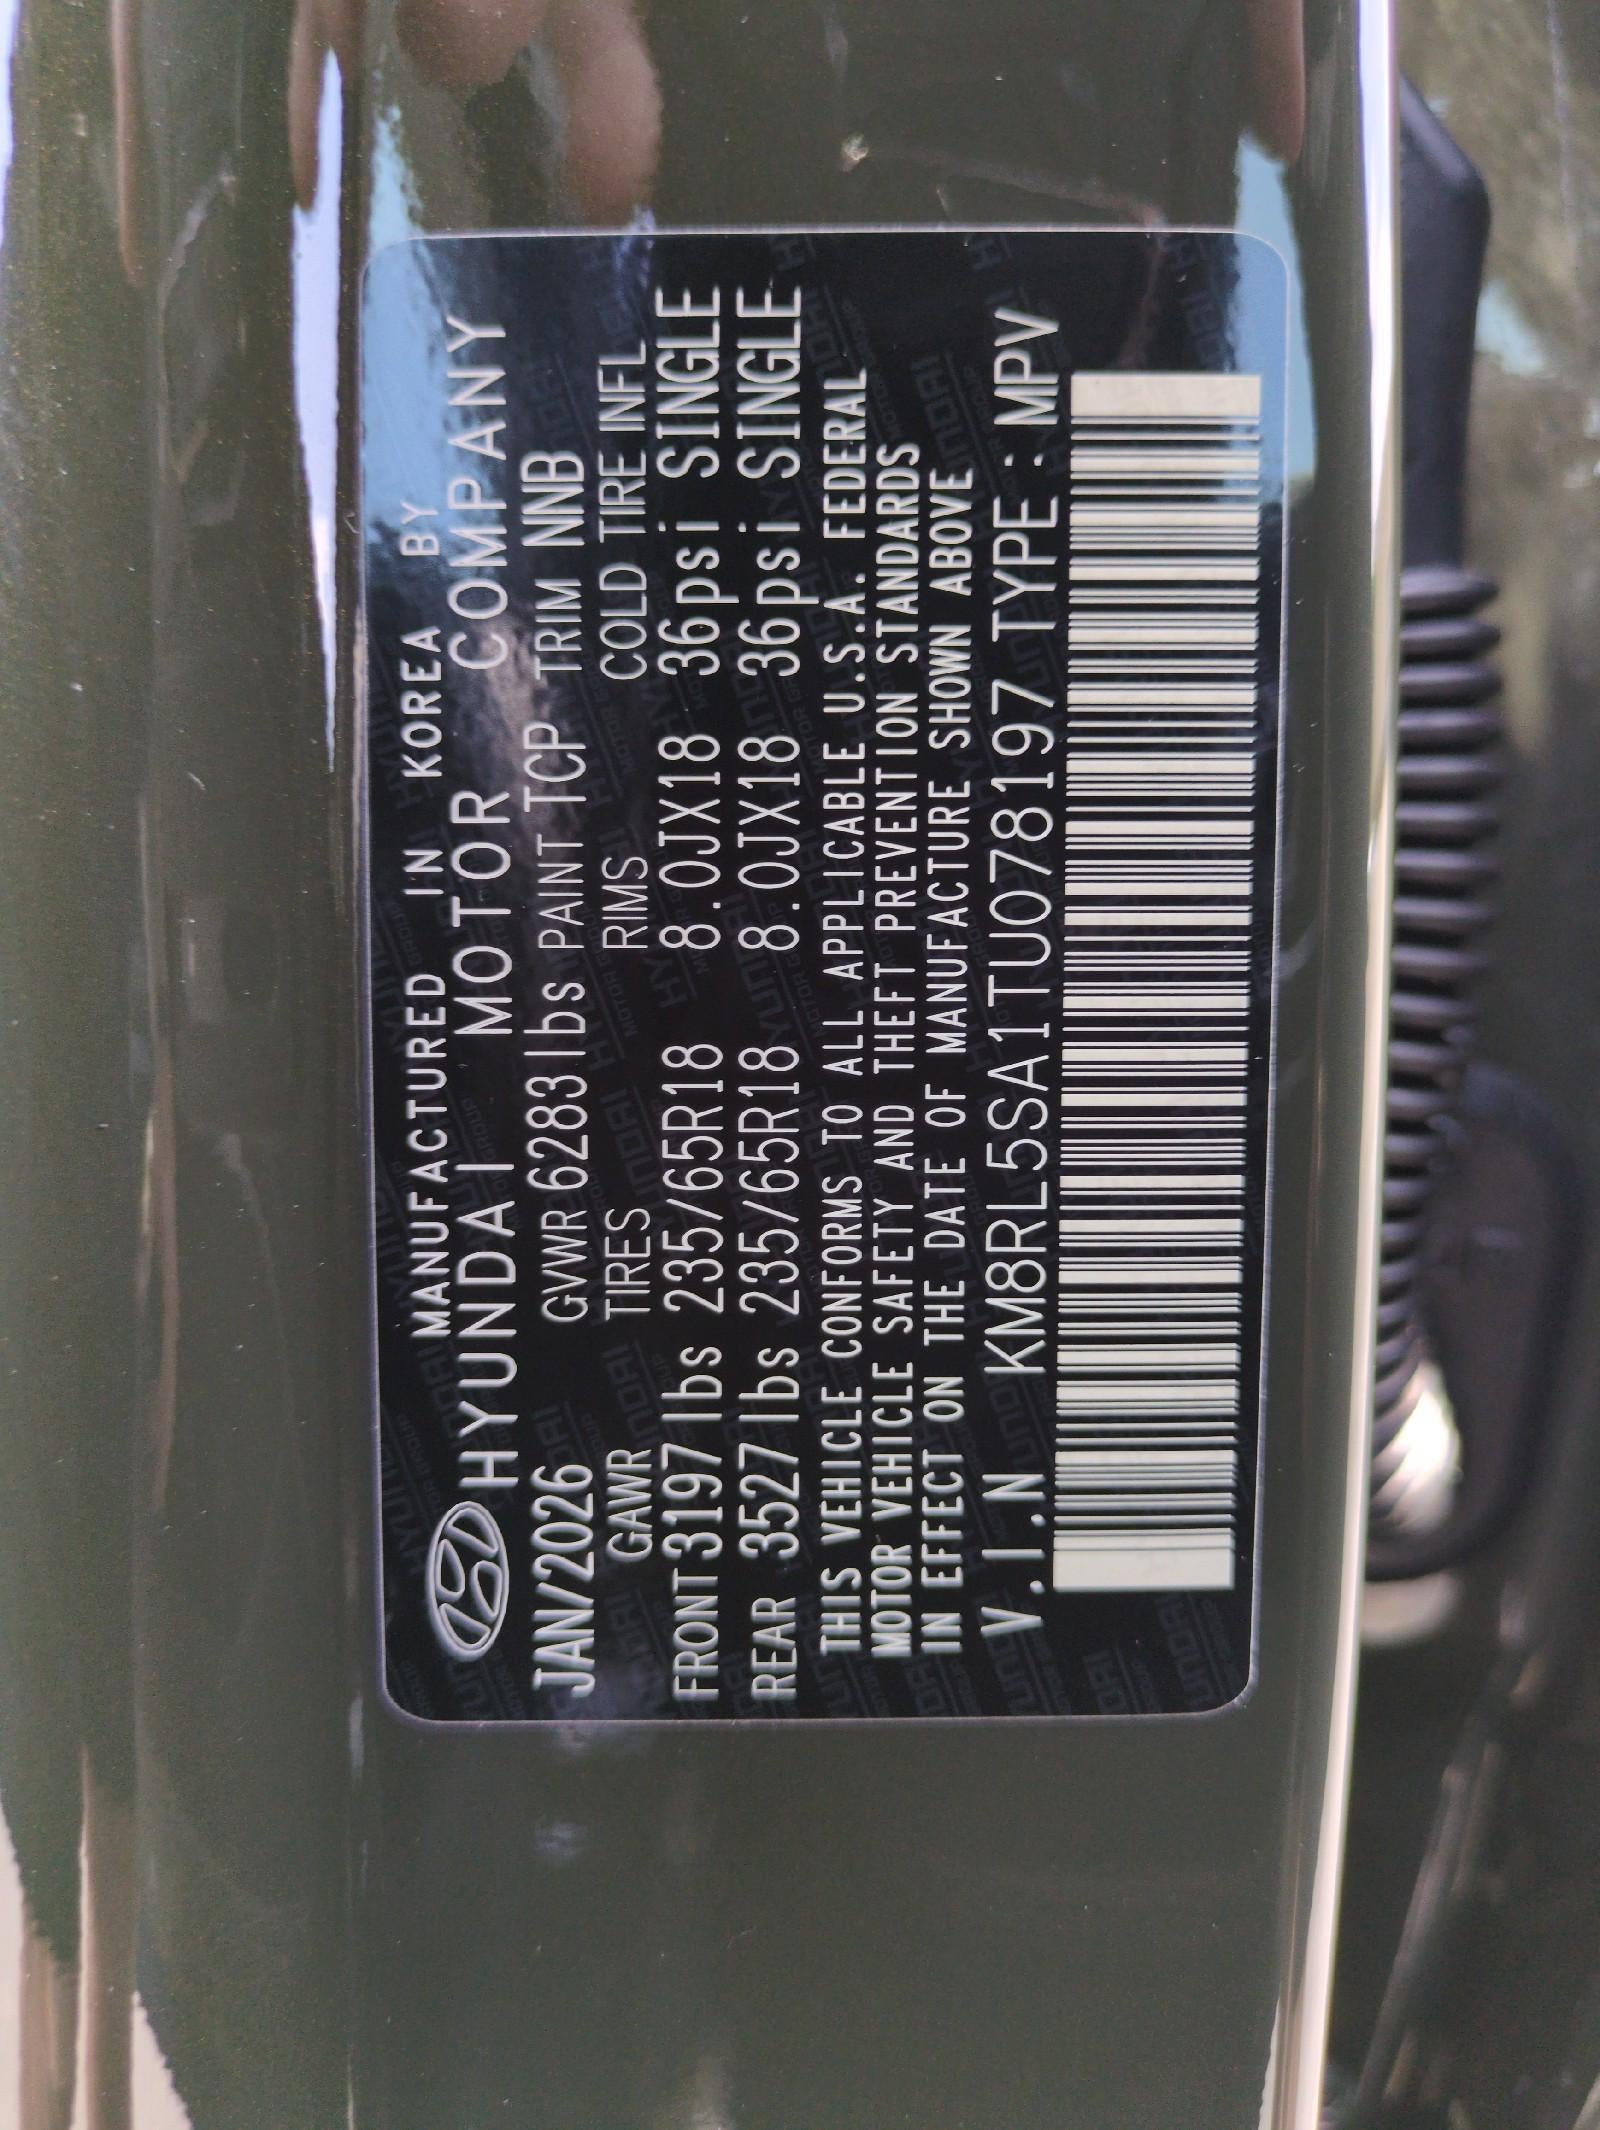 MANUFACTURED IN KOREA BY
HYUNDAI MOTOR COMPANY
JAN/2026 GVWR 6283lbs PAINT TCP TRIM NNB
GAWR TIRES RIMS COLD TIRE INFL
FRONT 3197lbs 235/65R18 8.0JX18 36psi SINGLE
REAR 3527lbs 235/65R18 8.0JX18 36psi SINGLE
THIS VEHICLE CONFORMS TO ALL APPLICABLE U.S.A. FEDERAL
MOTOR VEHICLE SAFETY AND THEFT PREVENTION STANDARDS
IN EFFECT ON THE DATE OF MANUFACTURE SHOWN ABOVE
V.I.N KM8RL5SA1TU078197 TYPE : MPV